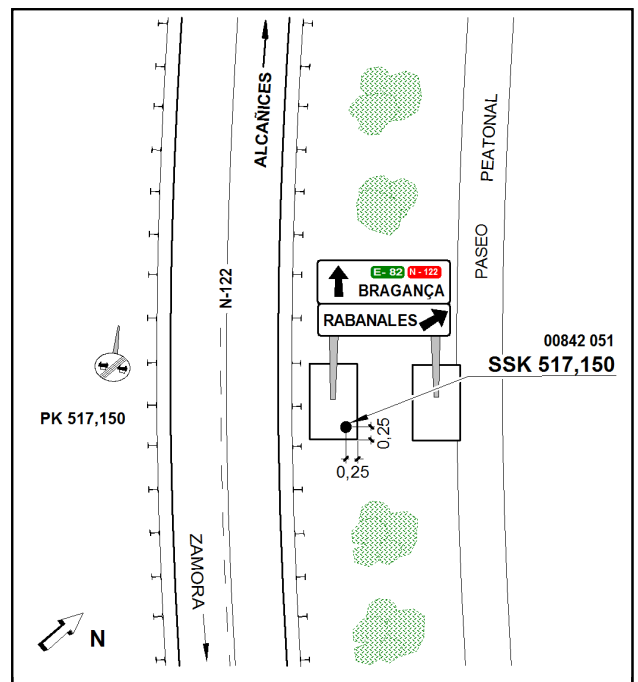 ALCAÑICES
PEATONAL
PASEO
N-122
E- 82 N - 122
BRAGANÇA
RABANALES
00842 051
SSK 517,150
PK 517,150
0,25
0,25
ZAMORA
N